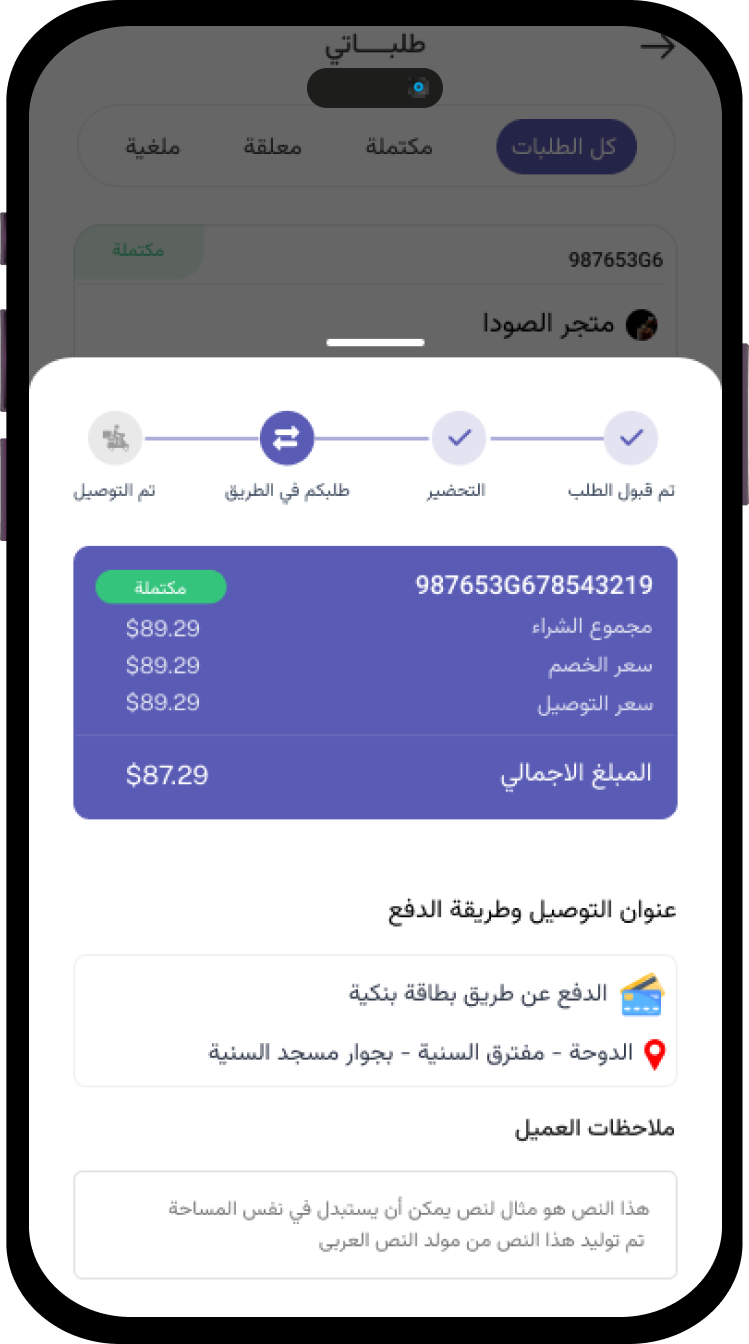 طلبـــاتي
كل الطلبات
مكتملة
معلقة
ملغية
987653G6
مكتملة
متجر الصودا
تم قبول الطلب
التحضير
طلبكم في الطريق
تم التوصيل
987653G678543219
مكتملة
مجموع الشراء $89.29
سعر الخصم $89.29
سعر التوصيل $89.29
المبلغ الاجمالي $87.29
عنوان التوصيل وطريقة الدفع
الدفع عن طريق بطاقة بنكية
الدوحة - مفترق السنية - بجوار مسجد السنية
ملاحظات العميل
هذا النص هو مثال لنص يمكن أن يستبدل في نفس المساحة
تم توليد هذا النص من مولد النص العربى